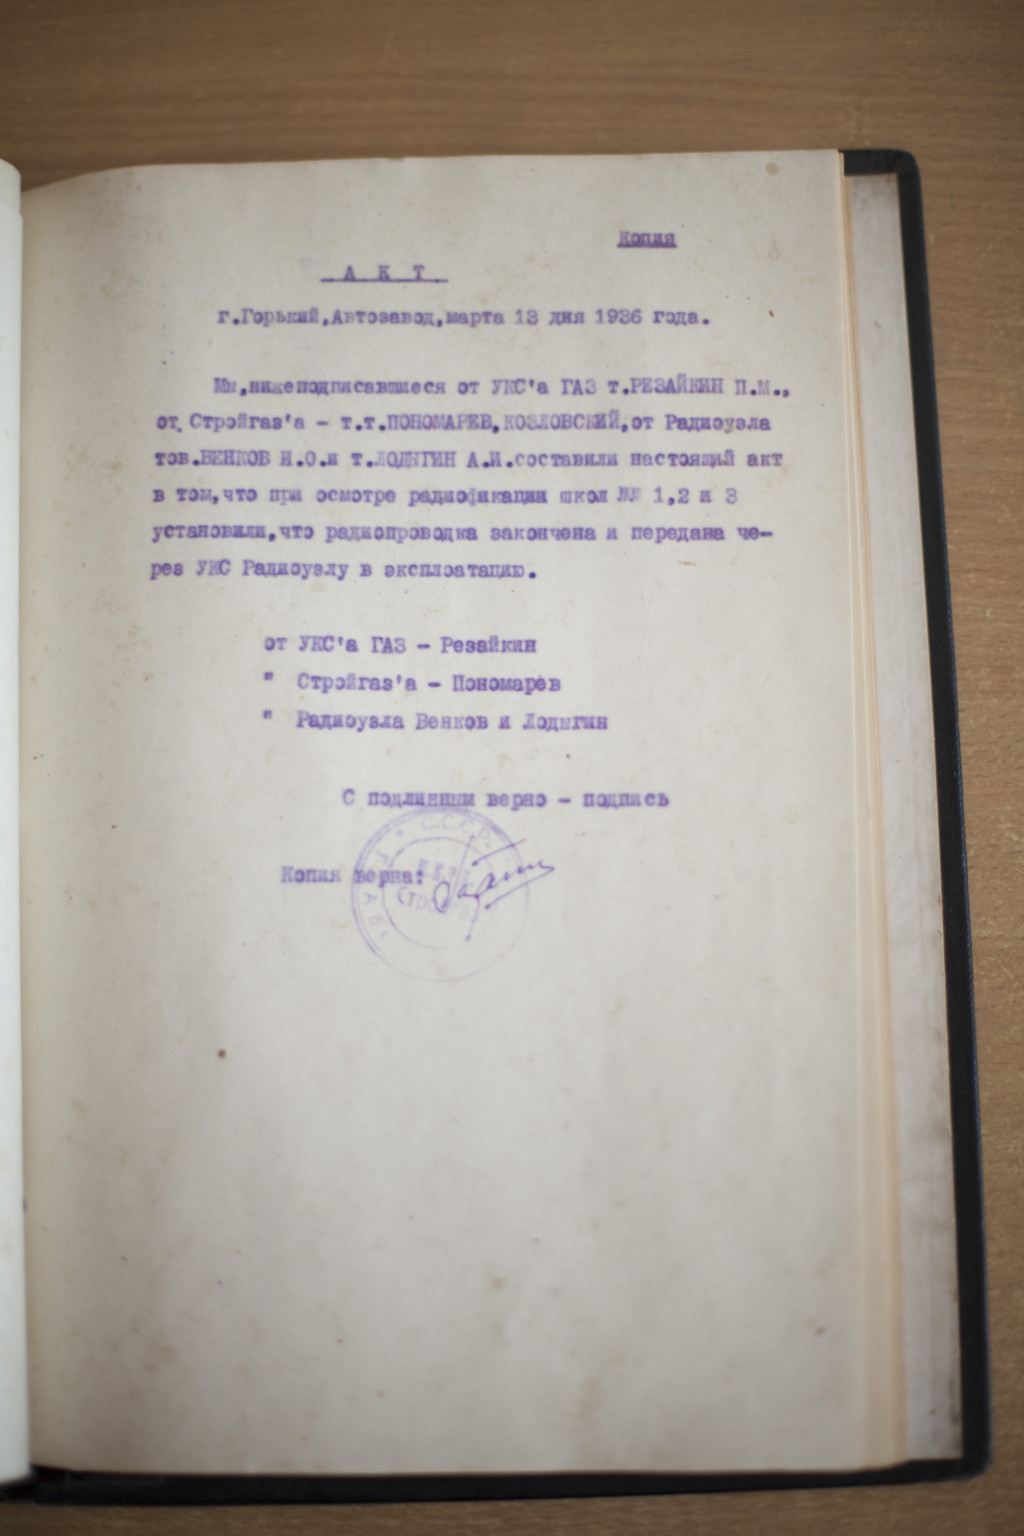 Копия
А К Т
г.Горький,Автозавод,марта 13 дня 1936 года.
Мы,нижеподписавшиеся от УКС'а ГАЗ т.РЕЗАЙКИН П.М.,
от Стройгаз'а - т.т.ПОНОМАРЕВ,КОЗЛОВСКИЙ,от Радиоузла
тов.ВЕНКОВ И.О.и т.ЛОДЫГИН А.И.составили настоящий акт
в том,что при осмотре радиофикации школ №№ 1,2 и 3
установили,что радиопроводка закончена и передана че-
рез УКС Радиоузлу в эксплоатацию.
от УКС'а ГАЗ - Резайкин
" Стройгаз'а - Пономарев
" Радиоузла Венков и Лодыгин
С подлинным верно - подпись
С.С.С.Р.
Копия верна: